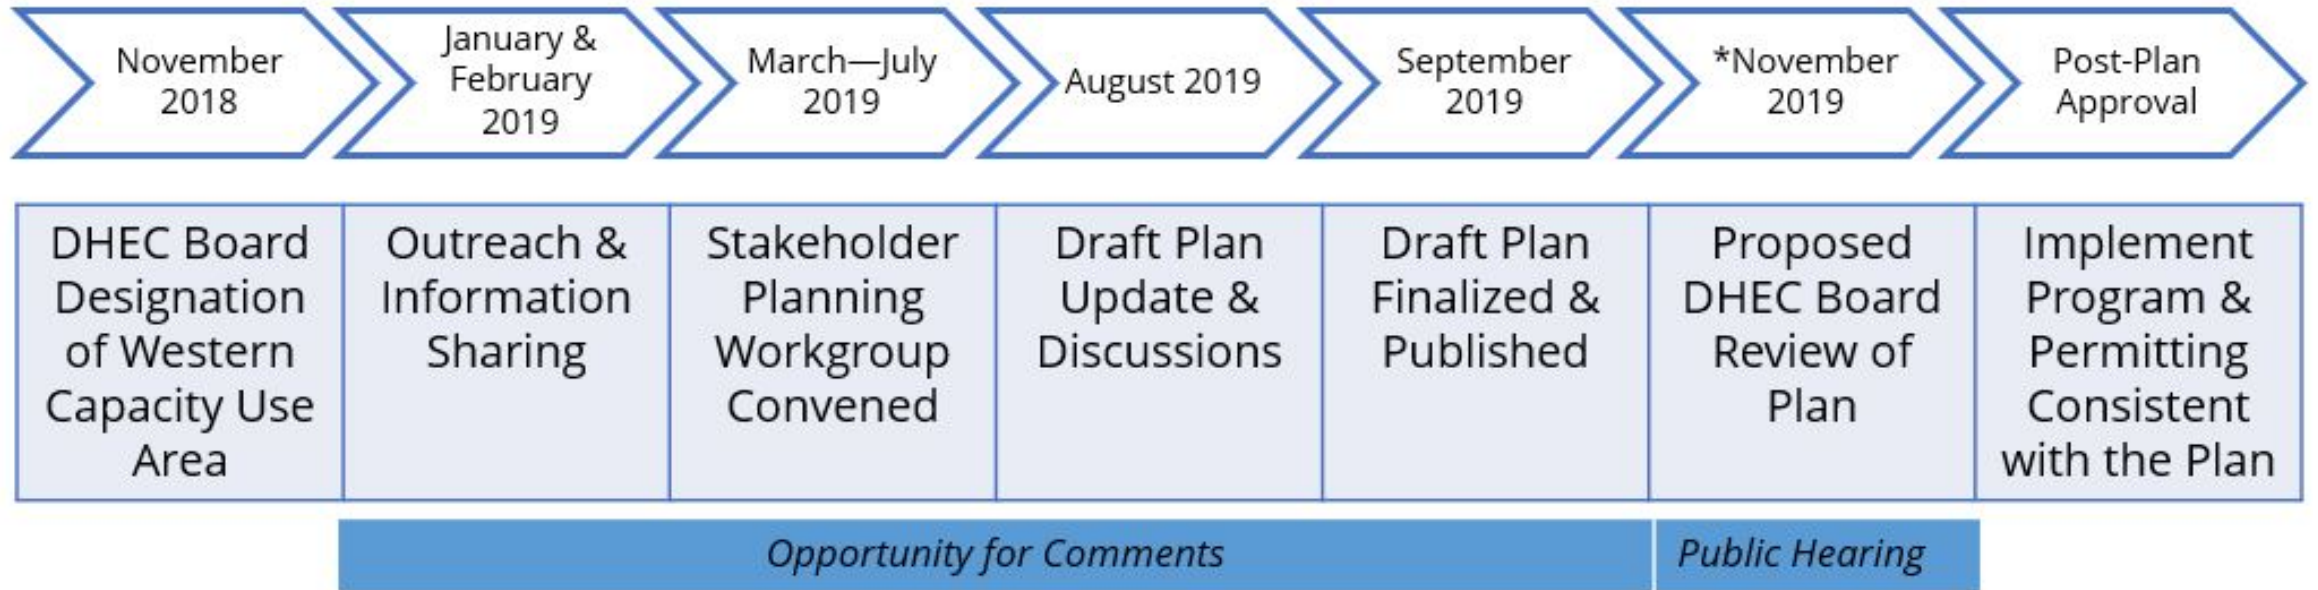 November
2018
January &
February
2019
March—July
2019
August 2019
September
2019
*November
2019
Post-Plan
Approval
DHEC Board
Designation
of Western
Capacity Use
Area
Outreach &
Information
Sharing
Stakeholder
Planning
Workgroup
Convened
Draft Plan
Update &
Discussions
Draft Plan
Finalized &
Published
Proposed
DHEC Board
Review of
Plan
Implement
Program &
Permitting
Consistent
with the Plan
Opportunity for Comments
Public Hearing